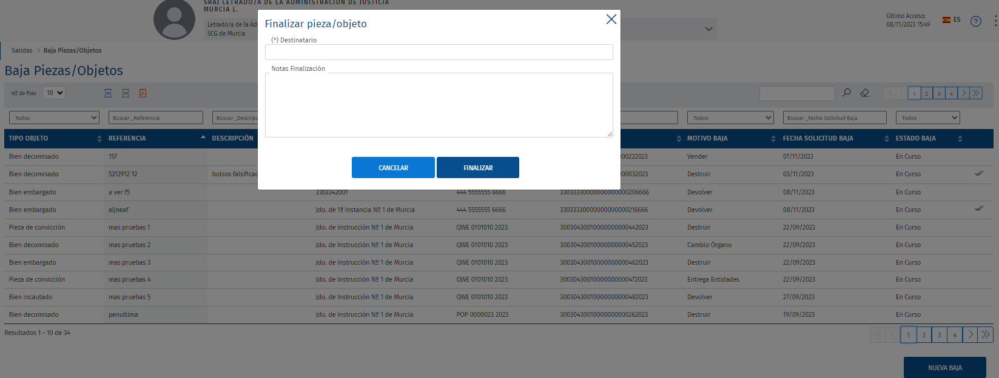 SRAJ LETRADO/A DE LA ADMINISTRACIÓN DE JUSTICIA
MURCIA L.
Letrado/a de la Ad
SCG de Murcia
Último Acceso:
08/11/2023 15:49
ES
?
Salidas > Baja Piezas/Objetos
Baja Piezas/Objetos
Finalizar pieza/objeto
(*) Destinatario
Notas Finalización
CANCELAR FINALIZAR
Nº de filas 10 CSV XLS 1 2 3 4
Todos Buscar _Referencia Buscar _Descripc Todos Buscar _Fecha Solicitud Baja Todos
TIPO OBJETO REFERENCIA DESCRIPCIÓN MOTIVO BAJA FECHA SOLICITUD BAJA ESTADO BAJA
Bien decomisado 157 000222023 Vender 07/11/2023 En Curso
Bien decomisado 5312912 12 bolsos falsificad 000032023 Destruir 03/11/2023 En Curso
Bien embargado a ver f5 3303342001 444 5555555 6666 3303333000000000000206666 Devolver 08/11/2023 En Curso
Bien embargado aljneaf Jdo. de 1ª Instancia Nº 1 de Murcia 444 5555555 6666 3303333000000000000216666 Devolver 08/11/2023 En Curso
Pieza de convicción mas pruebas 1 Jdo. de Instrucción Nº 1 de Murcia QWE 0101010 2023 3003043001000000000442023 Destruir 22/09/2023 En Curso
Bien decomisado mas pruebas 2 Jdo. de Instrucción Nº 1 de Murcia QWE 0101010 2023 3003043001000000000452023 Cambio Órgano 22/09/2023 En Curso
Bien embargado mas pruebas 3 Jdo. de Instrucción Nº 1 de Murcia QWE 0101010 2023 3003043001000000000462023 Destruir 22/09/2023 En Curso
Pieza de convicción mas pruebas 4 Jdo. de Instrucción Nº 1 de Murcia QWE 0101010 2023 3003043001000000000472023 Entrega Entidades 22/09/2023 En Curso
Bien incautado mas pruebas 5 Jdo. de Instrucción Nº 1 de Murcia QWE 0101010 2023 3003043001000000000482023 Devolver 27/09/2023 En Curso
Bien decomisado penultima Jdo. de Instrucción Nº 1 de Murcia POP 0000023 2023 3003043001000000000262023 Destruir 19/09/2023 En Curso
Resultados 1 - 10 de 34 1 2 3 4
NUEVA BAJA